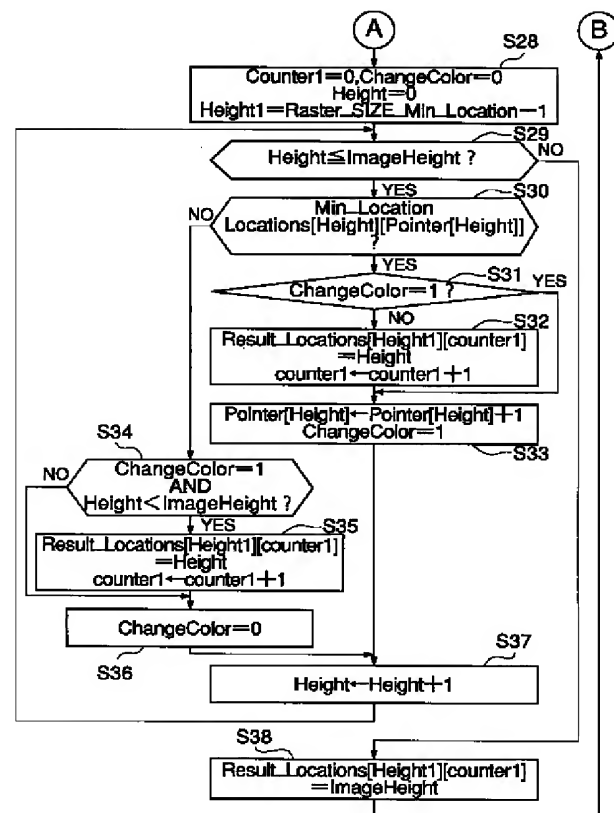 A
B
S28
Counter1=0,ChangeColor=0
Height=0
Height1=Raster_SIZE_Min_Location-1
S29
Height≦ImageHeight ?
NO
YES
S30
NO
Min_Location
Locations[Height][Pointer[Height]]
?
YES
S31
ChangeColor=1 ?
YES
NO
S32
Result_Locations[Height1][counter1]
=Height
counter1←counter1+1
Pointer[Height]←Pointer[Height]+1
ChangeColor=1
S33
S34
NO
ChangeColor=1
AND
Height<ImageHeight ?
YES
S35
Result_Locations[Height1][counter1]
=Height
counter1←counter1+1
ChangeColor=0
S36
S37
Height←Height+1
S38
Result_Locations[Height1][counter1]
=ImageHeight